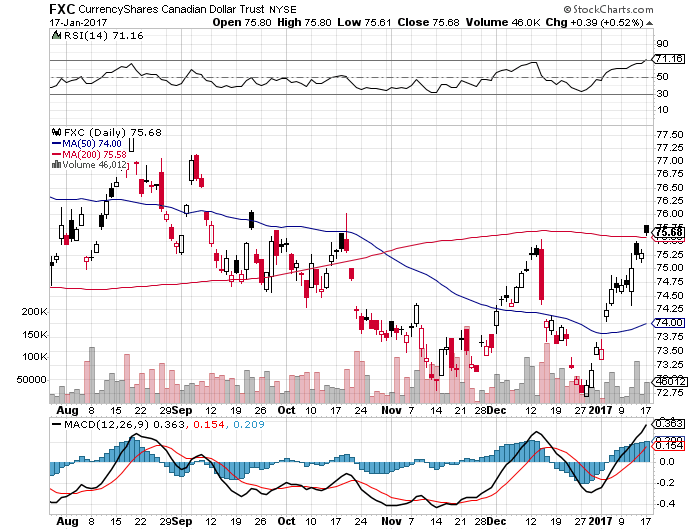 FXC CurrencyShares Canadian Dollar Trust NYSE © StockCharts.com
17-Jan-2017 Open 75.80 High 75.80 Low 75.61 Close 75.68 Volume 46.0K Chg +0.39 (+0.52%)
RSI(14) 71.16
90
71.16
50
30
10
FXC (Daily) 75.68
MA(50) 74.00
MA(200) 75.58
Volume 46,012
77.50
77.25
77.00
76.75
76.50
76.25
76.00
75.68
75.25
75.00
74.75
74.50
74.25
74.00
73.75
73.50
73.25
72.75
200K
150K
100K
50000
46012
Aug 8 15 22 29 Sep 12 19 26 Oct 10 17 24 Nov 7 14 21 28 Dec 12 19 27 2017 9 17
MACD(12,26,9) 0.363, 0.154, 0.209
0.363
0.209
0.154
0.0
-0.2
-0.4
Aug 8 15 22 29 Sep 12 19 26 Oct 10 17 24 Nov 7 14 21 28 Dec 12 19 27 2017 9 17